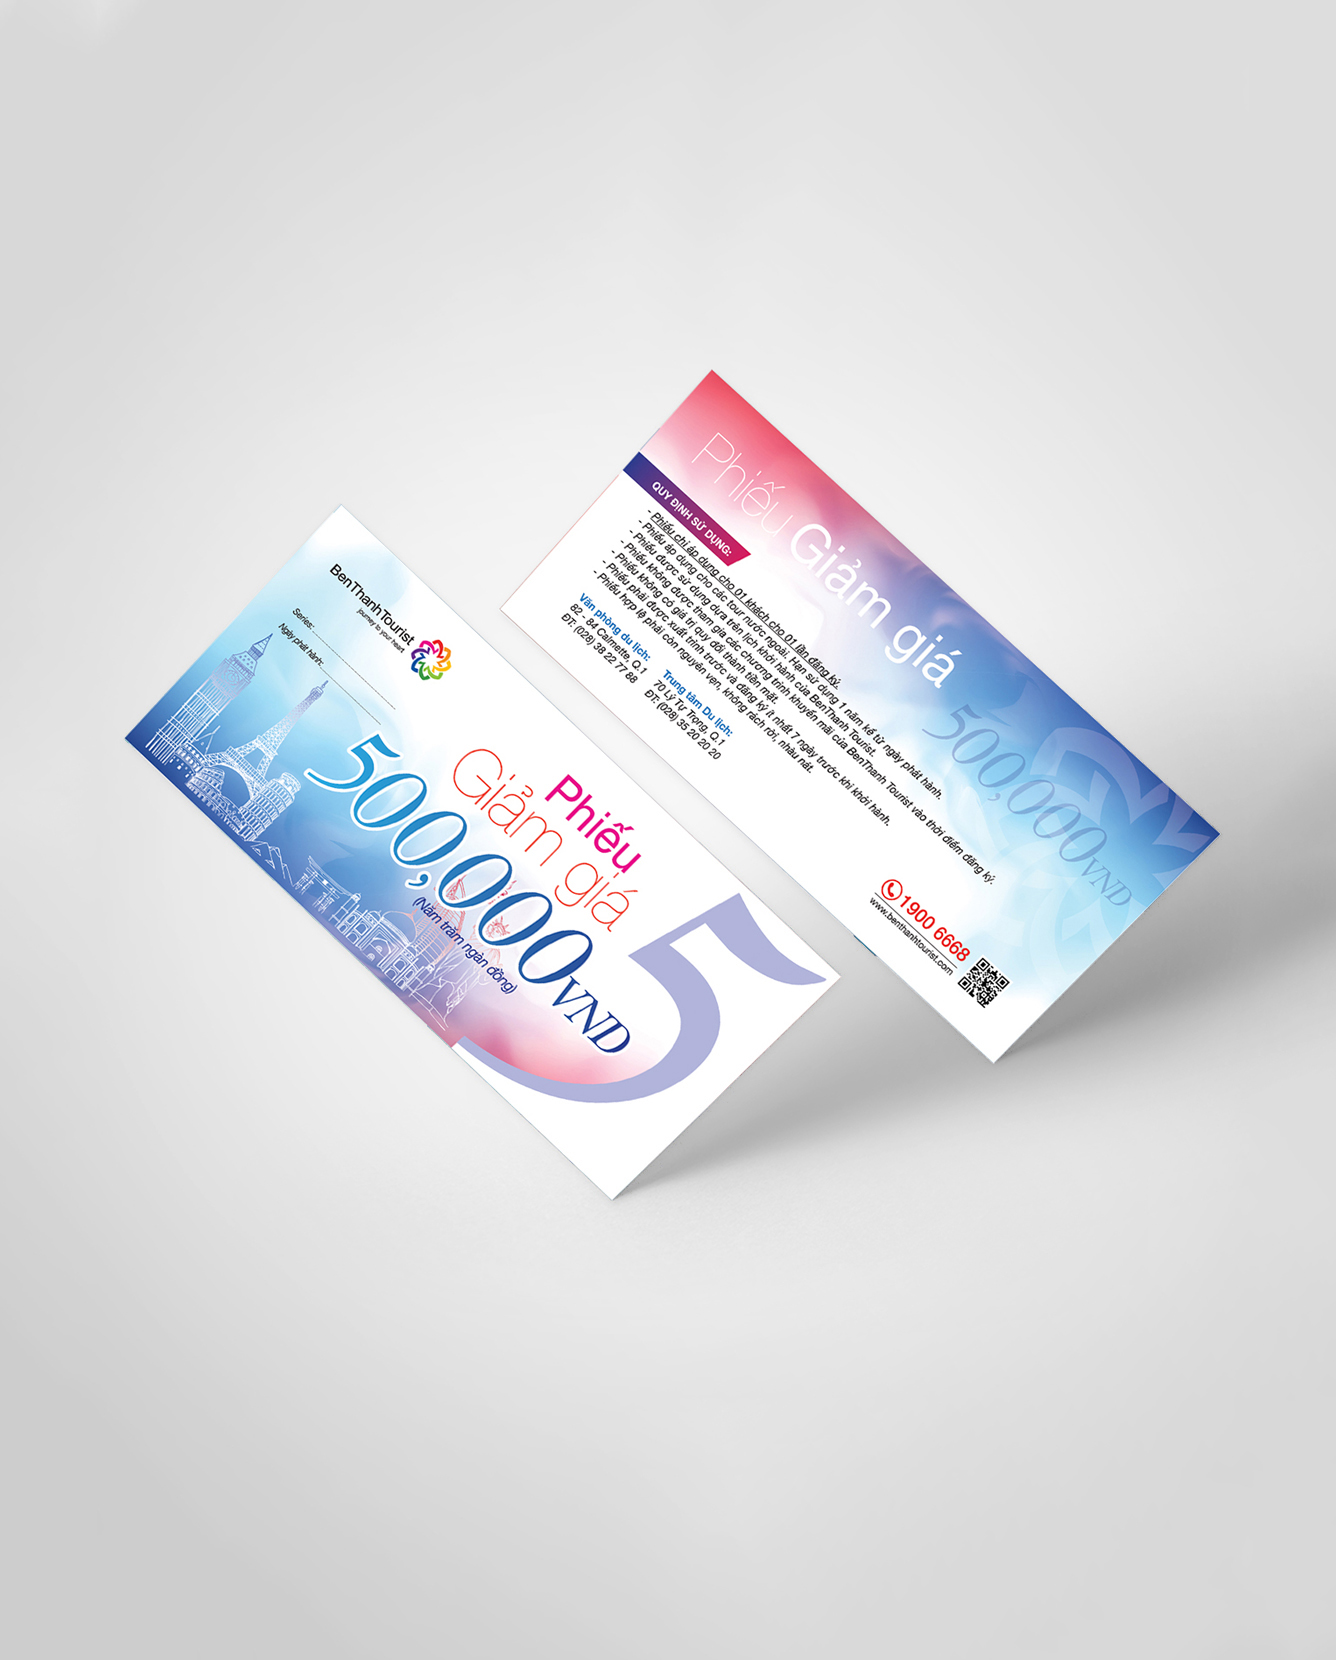 BenThanhTourist
journey to your heart
Series:
Ngày phát hành:
Phiếu
Giảm giá
500,000VND
(Năm trăm ngàn đồng)
5
Phiếu Giảm giá
500,000VND
QUY ĐỊNH SỬ DỤNG:
- Phiếu chỉ áp dụng cho 01 khách cho 01 lần đăng ký.
- Phiếu áp dụng cho các tour nước ngoài. Hạn sử dụng 1 năm kể từ ngày phát hành.
- Phiếu được sử dụng dựa trên lịch khởi hành của BenThanh Tourist.
- Phiếu không được tham gia các chương trình khuyến mãi của BenThanh Tourist vào thời điểm đăng ký.
- Phiếu không có giá trị quy đổi thành tiền mặt.
- Phiếu phải được xuất trình trước và đăng ký ít nhất 7 ngày trước khi khởi hành.
- Phiếu hợp lệ phải còn nguyên vẹn, không rách rời, nhàu nát.
Văn phòng du lịch:
82 - 84 Calmette, Q.1
ĐT: (028) 38 22 77 88
Trung tâm Du lịch:
70 Lý Tự Trọng, Q.1
ĐT: (028) 35 20 20 20
1900 6668
www.benthanhtourist.com